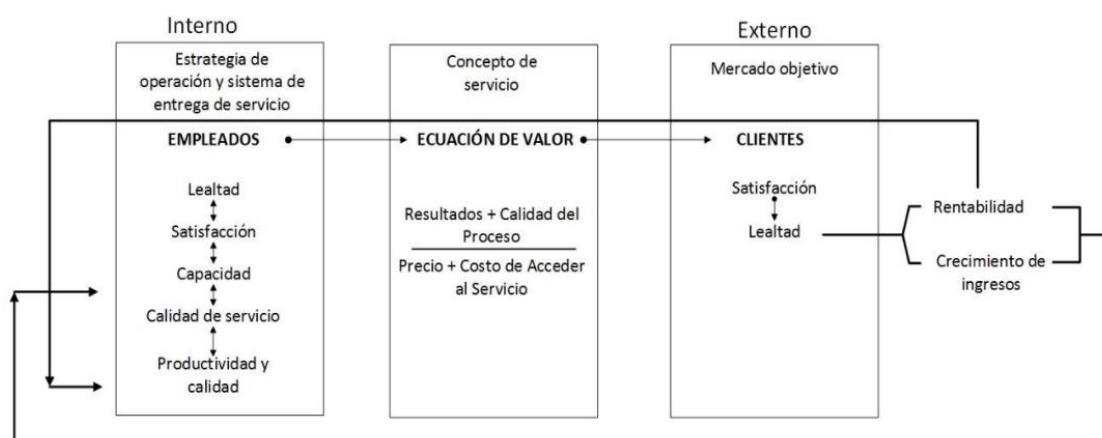 Interno
Estrategia de
operación y sistema de
entrega de servicio
EMPLEADOS
Lealtad
Satisfacción
Capacidad
Calidad de servicio
Productividad y
calidad
Concepto de
servicio
ECUACIÓN DE VALOR
Resultados + Calidad del
Proceso
Precio + Costo de Acceder
al Servicio
Externo
Mercado objetivo
CLIENTES
Satisfacción
Lealtad
Rentabilidad
Crecimiento de
ingresos